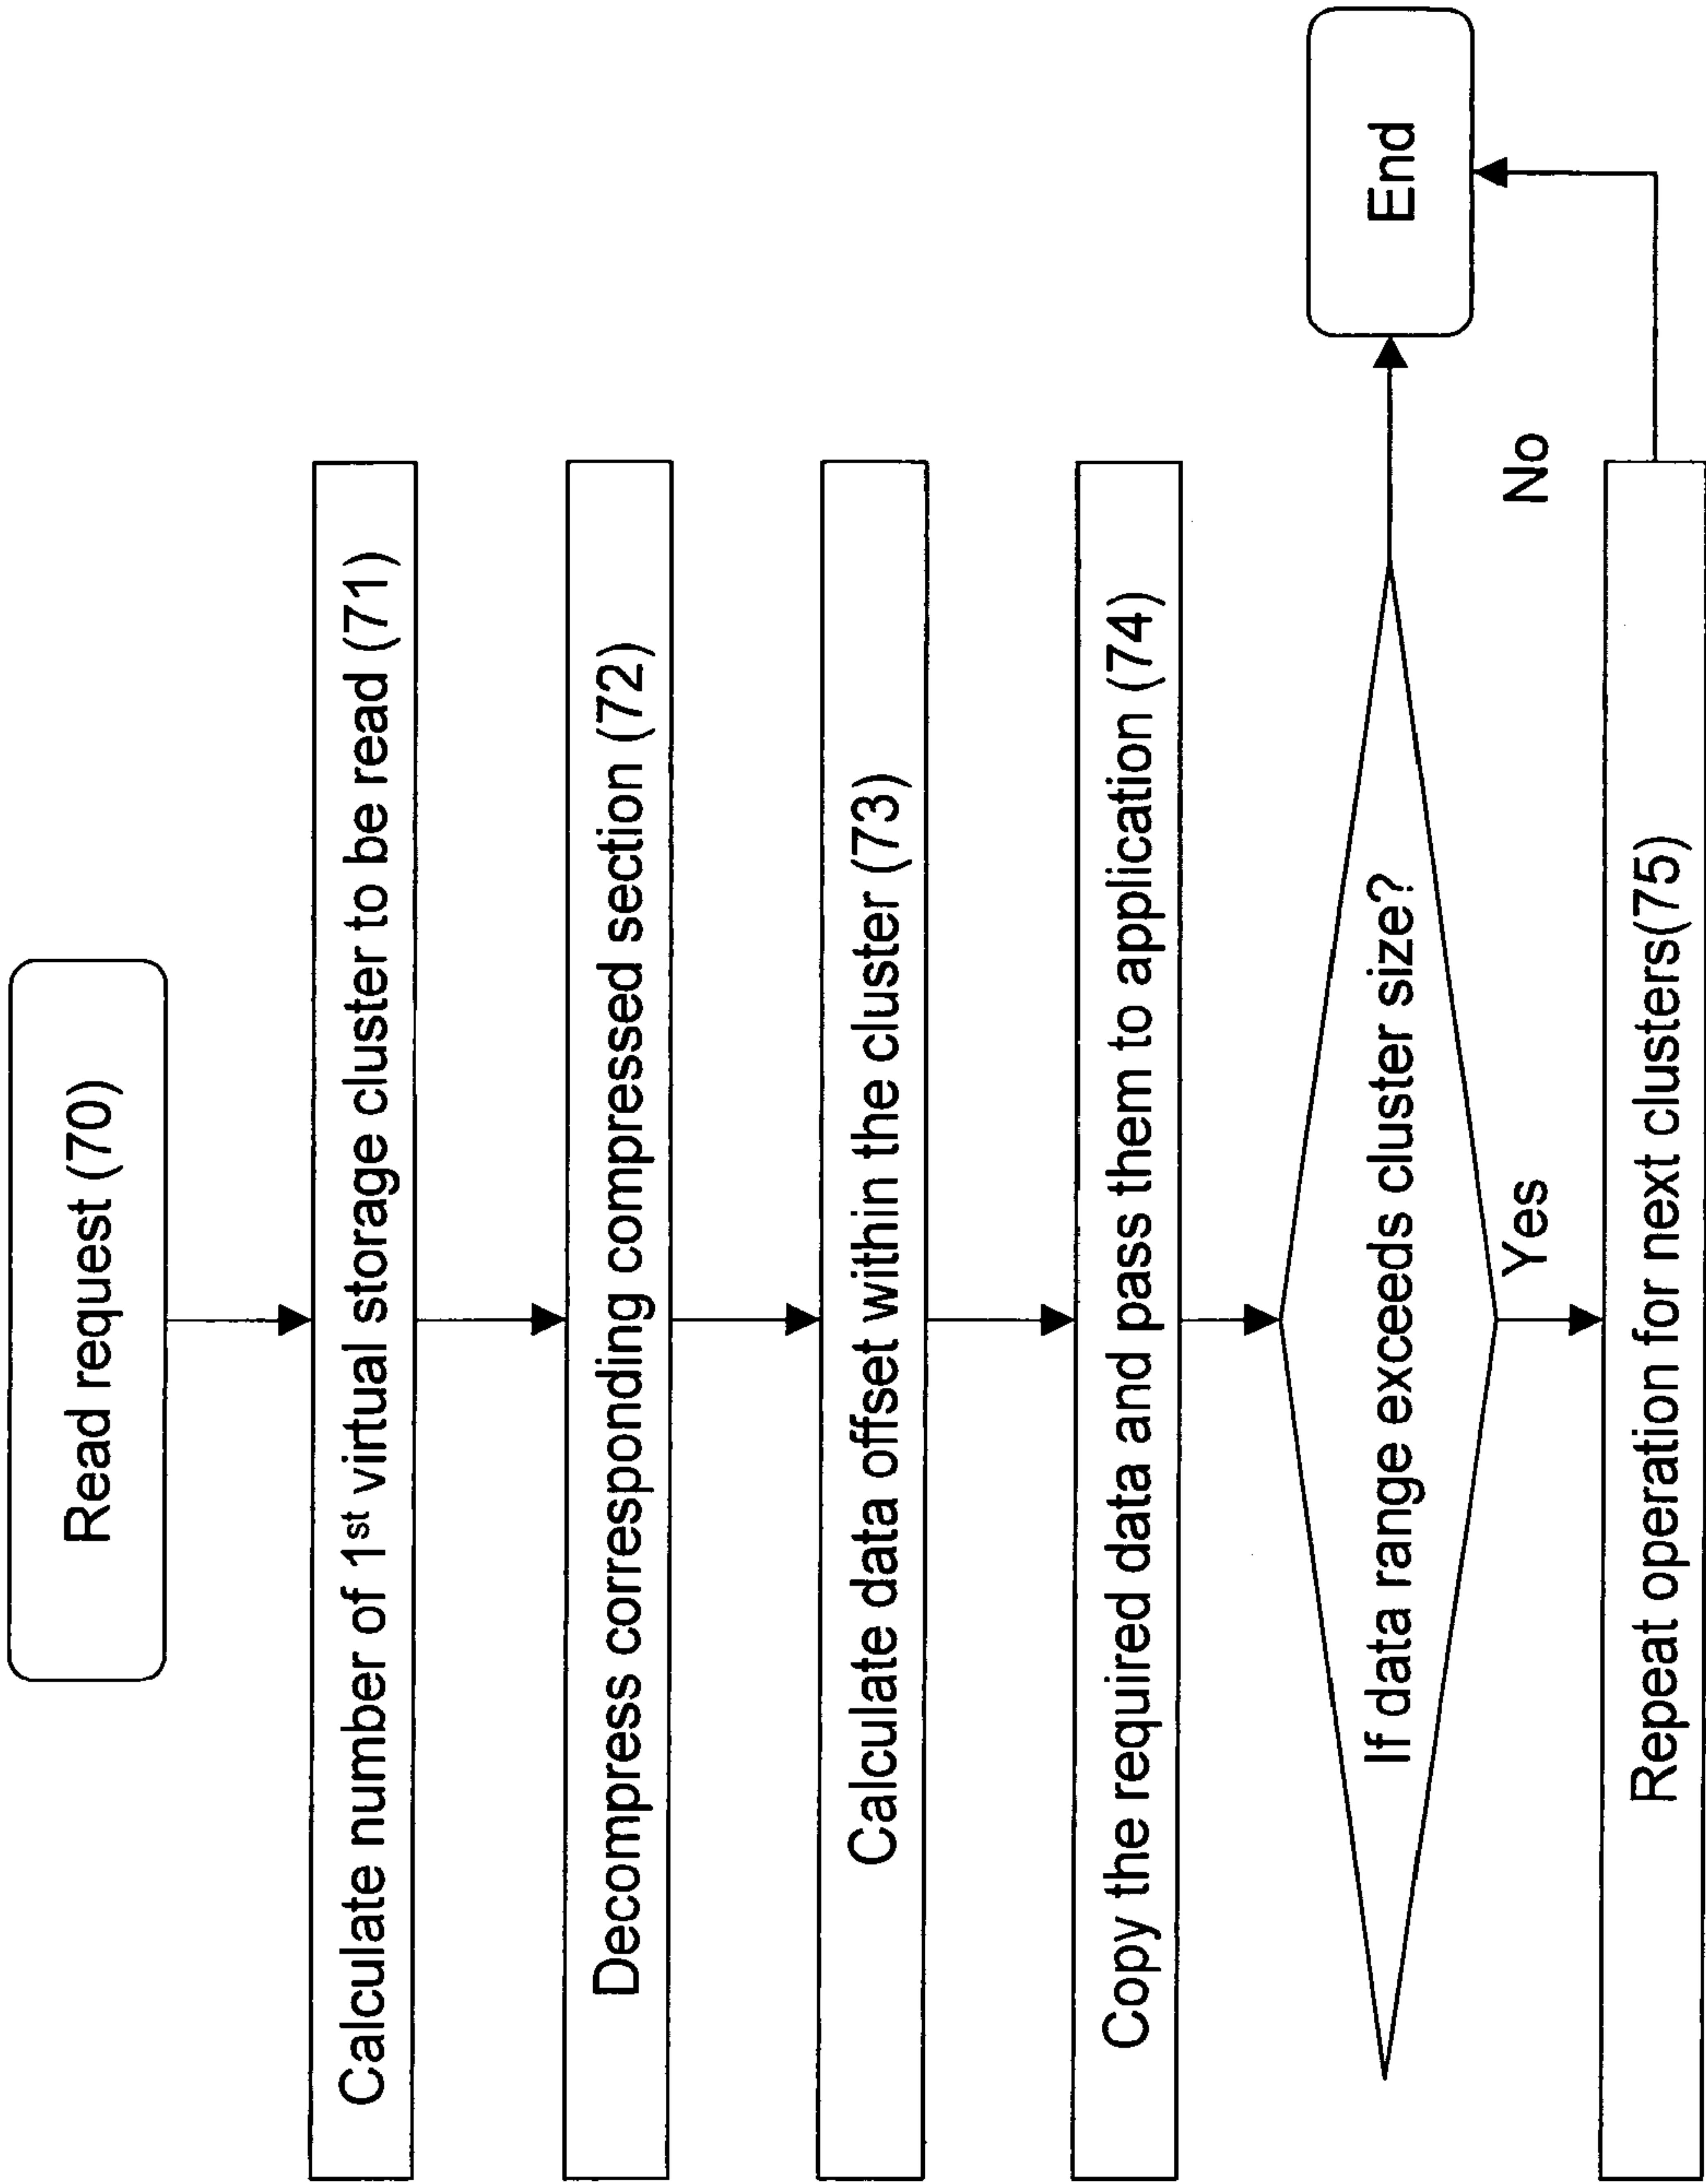 Read request (70)
Calculate number of 1st virtual storage cluster to be read (71)
Decompress corresponding compressed section (72)
Calculate data offset within the cluster (73)
Copy the required data and pass them to application (74)
If data range exceeds cluster size?
End
Yes
No
Repeat operation for next clusters(75)